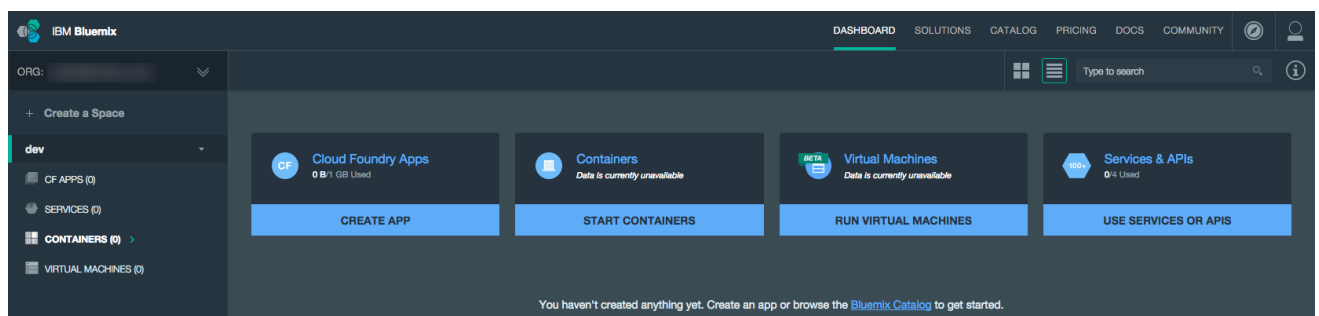 IBM Bluemix
DASHBOARD SOLUTIONS CATALOG PRICING DOCS COMMUNITY
ORG:
Type to search
+ Create a Space
dev
CF APPS (0)
SERVICES (0)
CONTAINERS (0) >
VIRTUAL MACHINES (0)
CF
Cloud Foundry Apps
0 B/1 GB Used
CREATE APP
Containers
Data is currently unavailable
START CONTAINERS
BETA
Virtual Machines
Data is currently unavailable
RUN VIRTUAL MACHINES
100+
Services & APIs
0/4 Used
USE SERVICES OR APIS
You haven't created anything yet. Create an app or browse the Bluemix Catalog to get started.